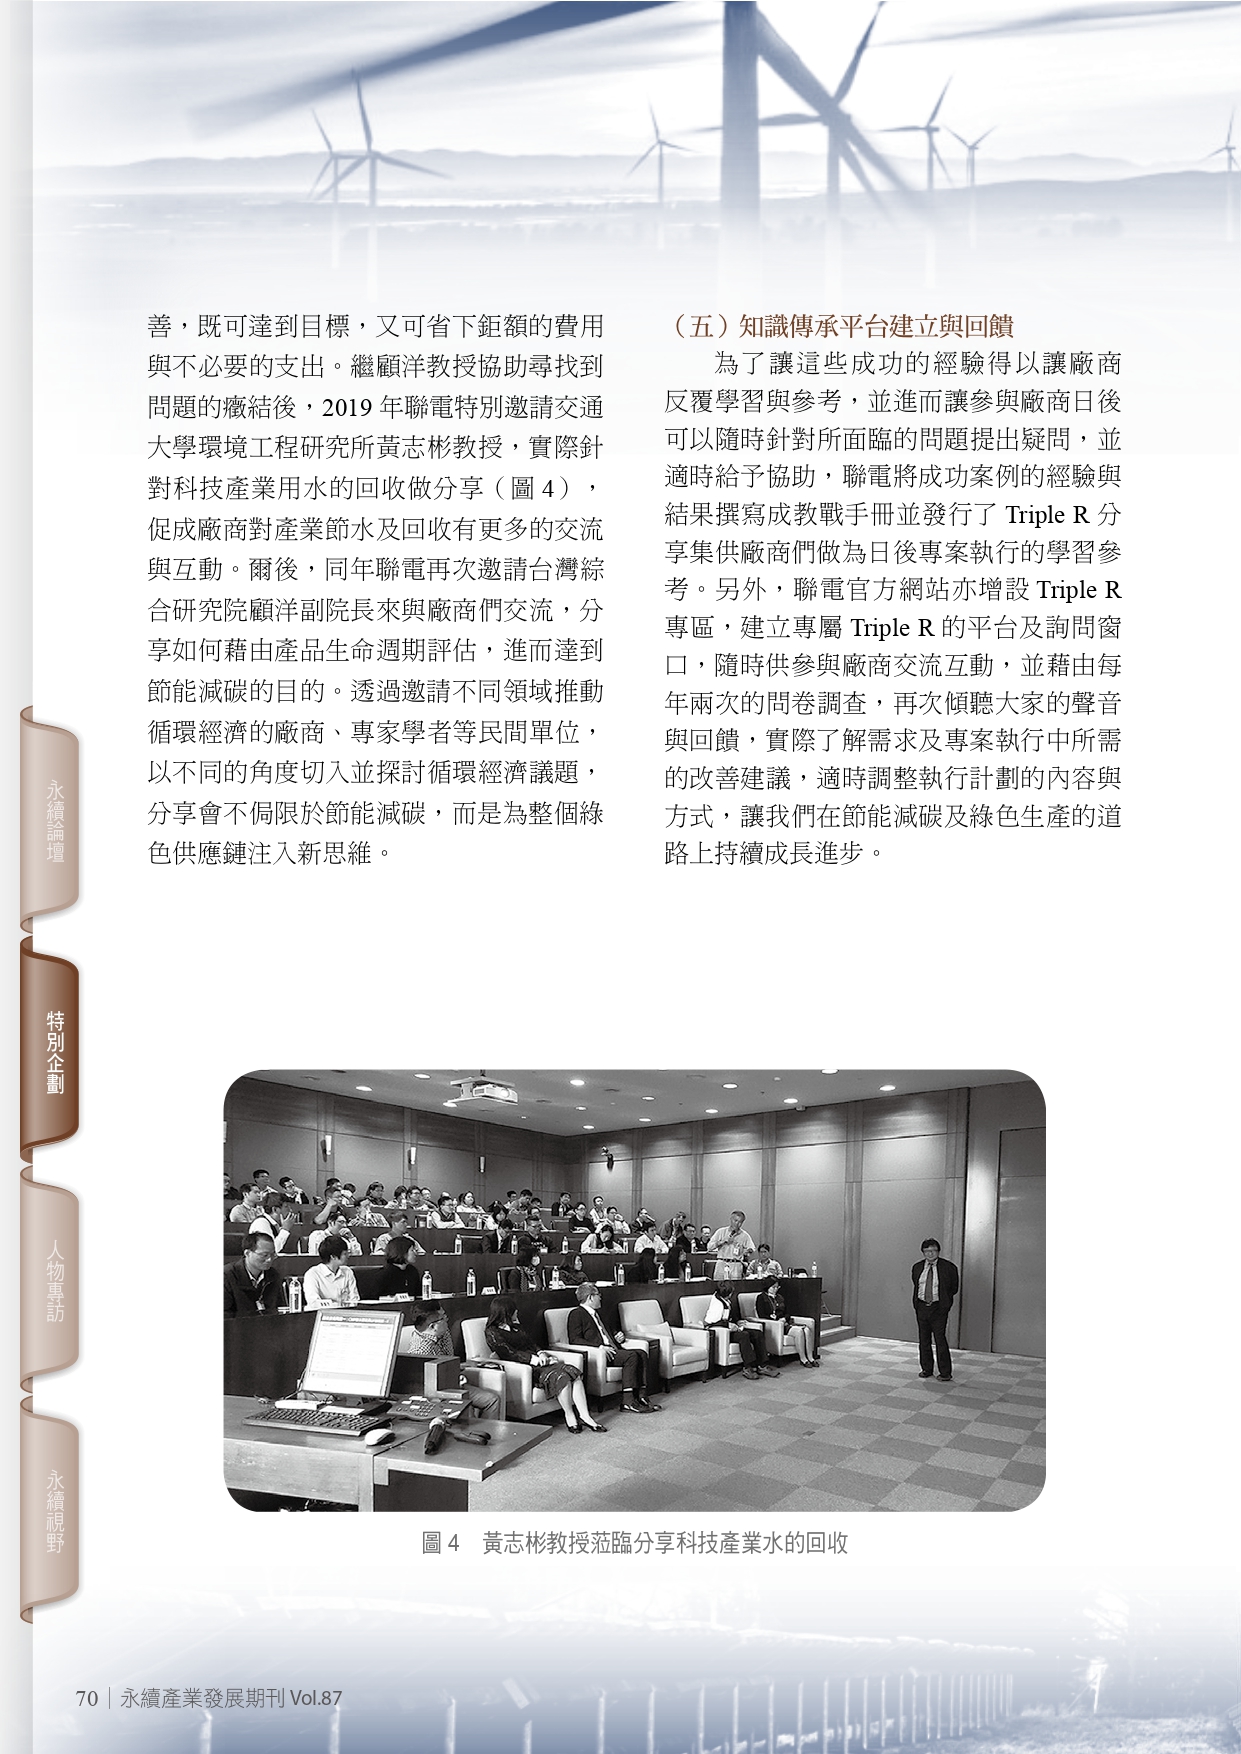 善，既可達到目標，又可省下鉅額的費用
與不必要的支出。繼顧洋教授協助尋找到
問題的癥結後，2019 年聯電特別邀請交通
大學環境工程研究所黃志彬教授，實際針
對科技產業用水的回收做分享（圖 4），
促成廠商對產業節水及回收有更多的交流
與互動。爾後，同年聯電再次邀請台灣綜
合研究院顧洋副院長來與廠商們交流，分
享如何藉由產品生命週期評估，進而達到
節能減碳的目的。透過邀請不同領域推動
循環經濟的廠商、專家學者等民間單位，
以不同的角度切入並探討循環經濟議題，
分享會不侷限於節能減碳，而是為整個綠
色供應鏈注入新思維。
（五）知識傳承平台建立與回饋
為了讓這些成功的經驗得以讓廠商
反覆學習與參考，並進而讓參與廠商日後
可以隨時針對所面臨的問題提出疑問，並
適時給予協助，聯電將成功案例的經驗與
結果撰寫成教戰手冊並發行了 Triple R 分
享集供廠商們做為日後專案執行的學習參
考。另外，聯電官方網站亦增設 Triple R
專區，建立專屬 Triple R 的平台及詢問窗
口，隨時供參與廠商交流互動，並藉由每
年兩次的問卷調查，再次傾聽大家的聲音
與回饋，實際了解需求及專案執行中所需
的改善建議，適時調整執行計劃的內容與
方式，讓我們在節能減碳及綠色生產的道
路上持續成長進步。
永續論壇
特別企劃
人物專訪
永續視野
圖 4　黃志彬教授蒞臨分享科技產業水的回收
70｜永續產業發展期刊 Vol.87